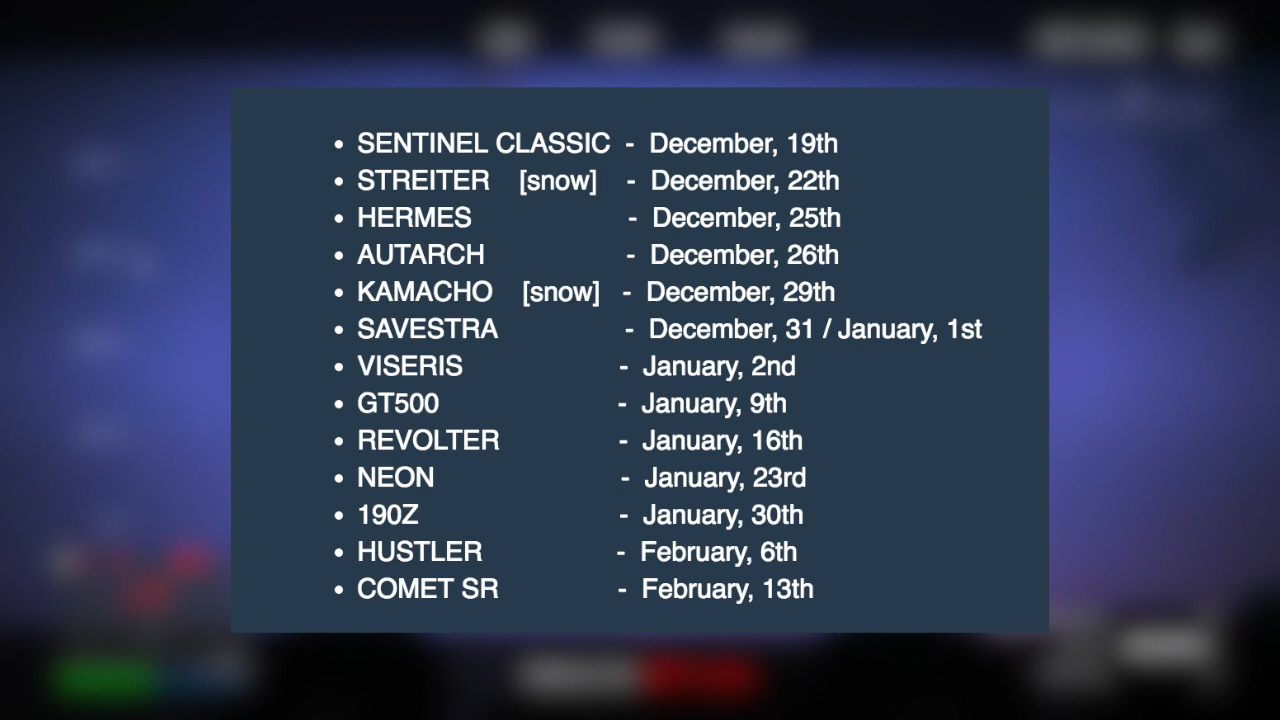 • SENTINEL CLASSIC - December, 19th
• STREITER [snow] - December, 22th
• HERMES - December, 25th
• AUTARCH - December, 26th
• KAMACHO [snow] - December, 29th
• SAVESTRA - December, 31 / January, 1st
• VISERIS - January, 2nd
• GT500 - January, 9th
• REVOLTER - January, 16th
• NEON - January, 23rd
• 190Z - January, 30th
• HUSTLER - February, 6th
• COMET SR - February, 13th